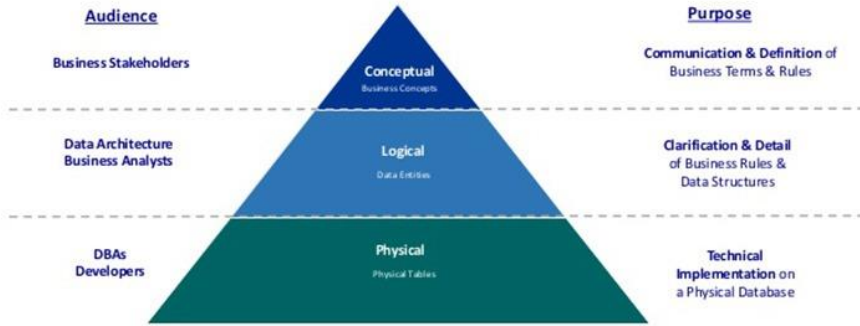 Audience
Purpose
Business Stakeholders
Conceptual
Business Concepts
Communication & Definition of
Business Terms & Rules
Data Architecture
Business Analysts
Logical
Data Entities
Clarification & Detail
of Business Rules &
Data Structures
DBAs
Developers
Physical
Physical Tables
Technical
Implementation on
a Physical Database